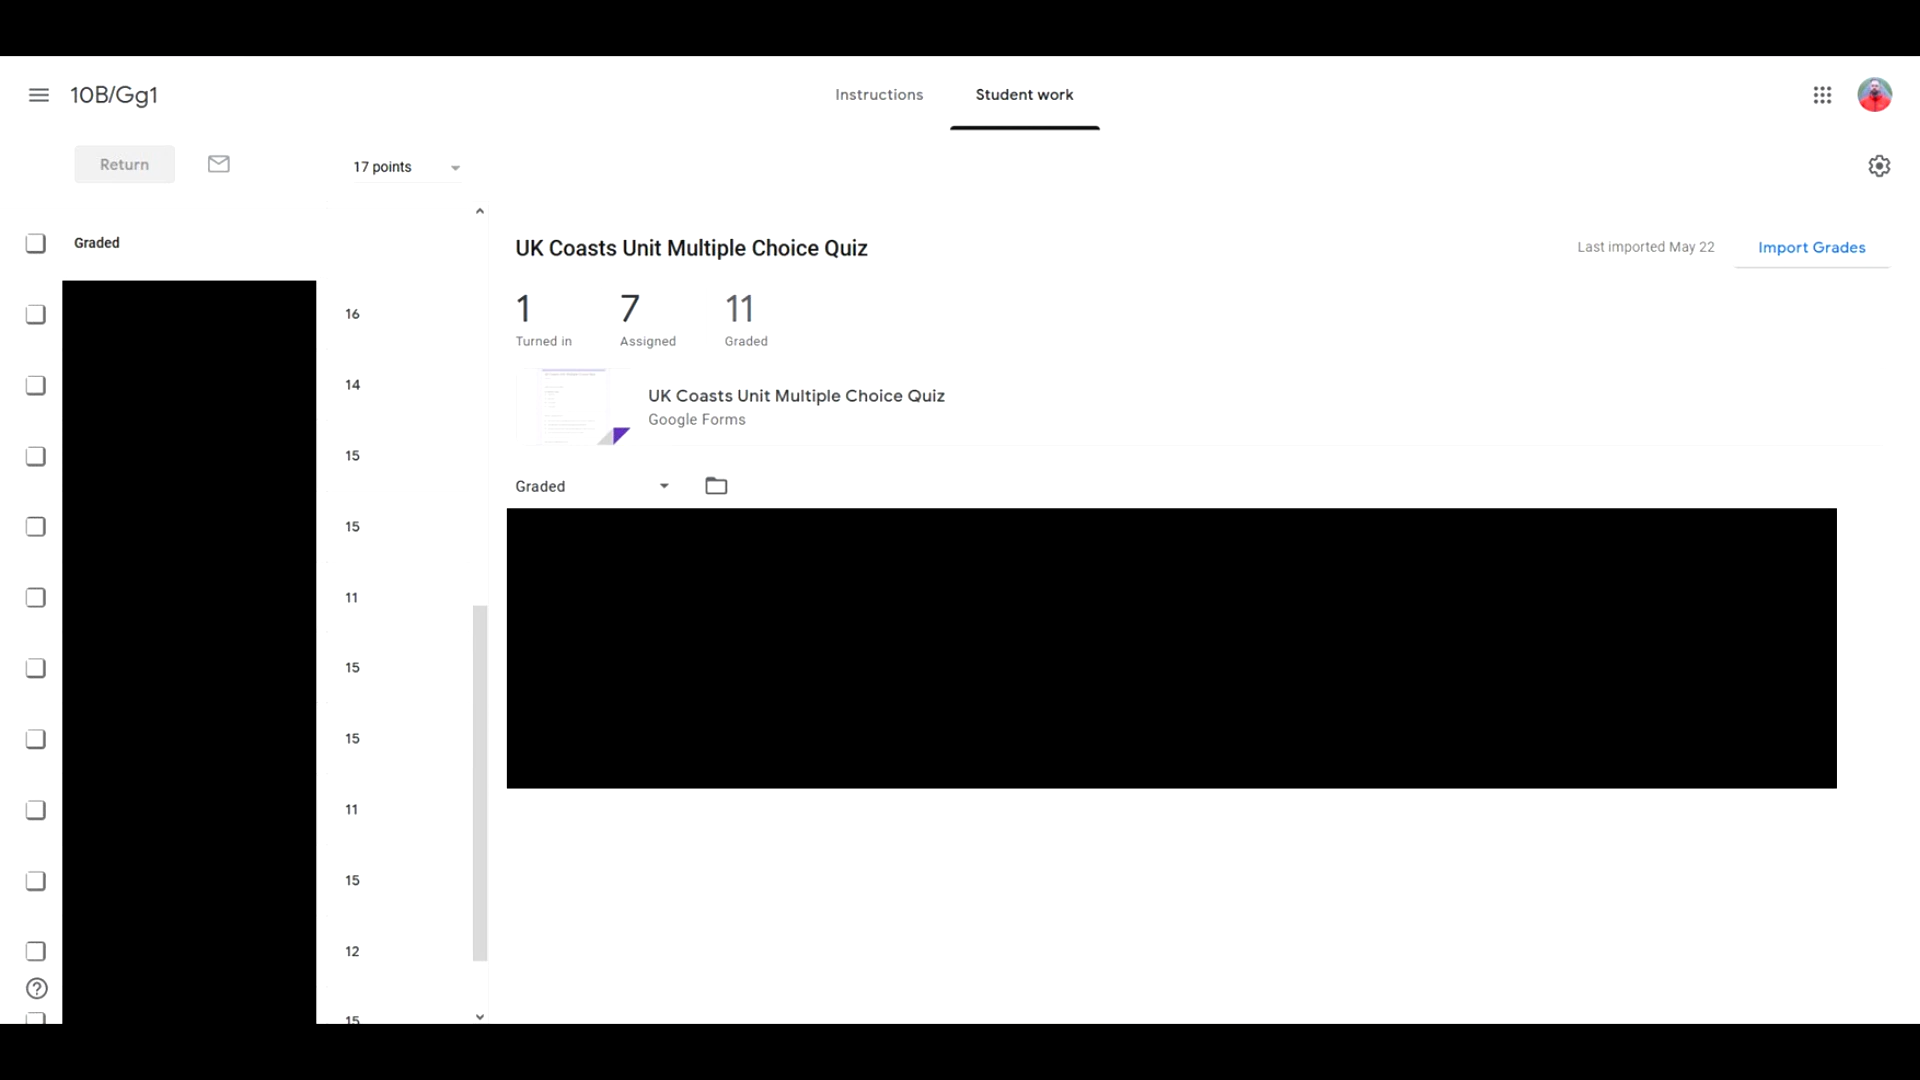 10B/Gg1
Instructions
Student work
Return
17 points
Graded
16
14
15
15
11
15
15
11
15
12
15
UK Coasts Unit Multiple Choice Quiz
Last imported May 22
Import Grades
1
7
11
Turned in
Assigned
Graded
UK Coasts Unit Multiple Choice Quiz
Google Forms
Graded